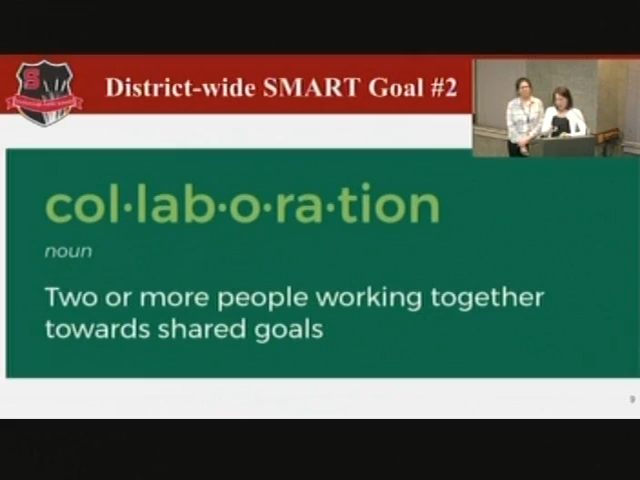 District-wide SMART Goal #2
S
col·lab·o·ra·tion
noun
Two or more people working together
towards shared goals
9